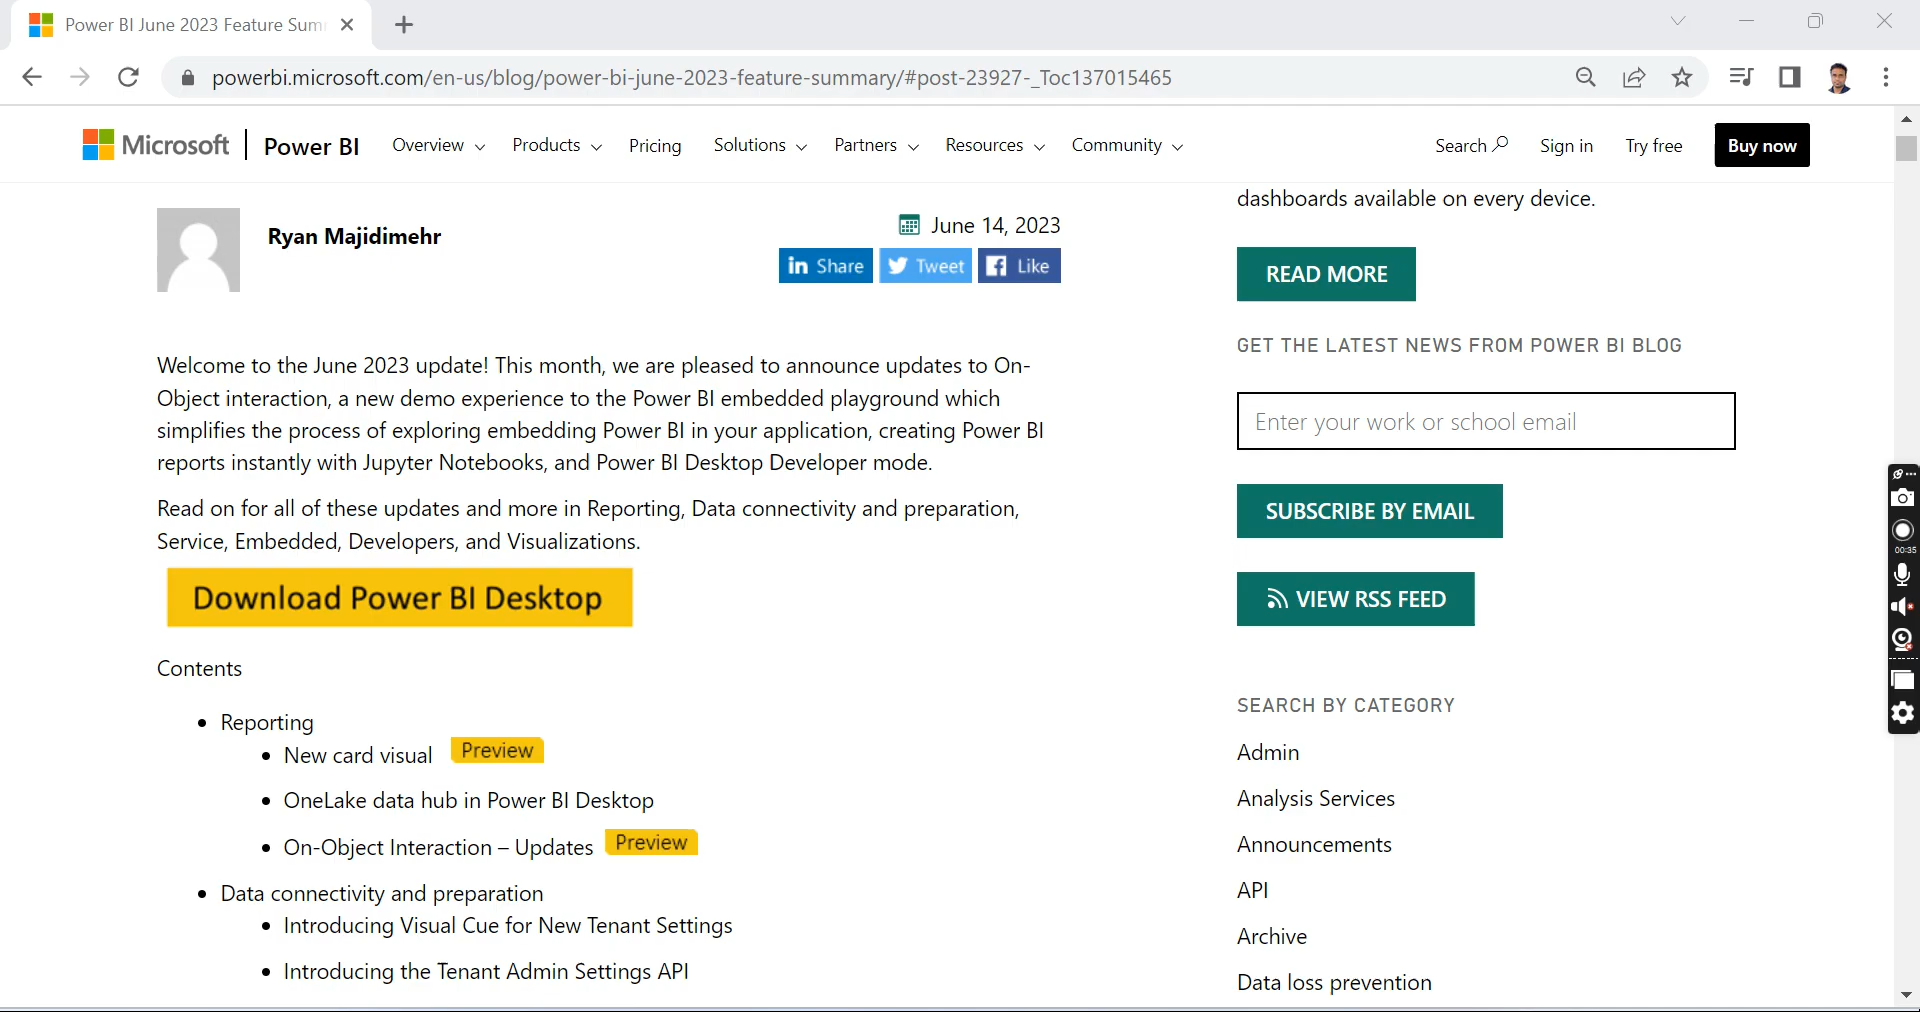 Power BI June 2023 Feature Sum
powerbi.microsoft.com/en-us/blog/power-bi-june-2023-feature-summary/#post-23927-_Toc137015465
Microsoft
Power BI
Overview
Products
Pricing
Solutions
Partners
Resources
Community
Search
Sign in
Try free
Buy now
Ryan Majidimehr
June 14, 2023
in Share
Tweet
Like
Welcome to the June 2023 update! This month, we are pleased to announce updates to On-
Object interaction, a new demo experience to the Power BI embedded playground which
simplifies the process of exploring embedding Power BI in your application, creating Power BI
reports instantly with Jupyter Notebooks, and Power BI Desktop Developer mode.
Read on for all of these updates and more in Reporting, Data connectivity and preparation,
Service, Embedded, Developers, and Visualizations.
Download Power BI Desktop
Contents
• Reporting
• New card visual Preview
• OneLake data hub in Power BI Desktop
• On-Object Interaction – Updates Preview
• Data connectivity and preparation
• Introducing Visual Cue for New Tenant Settings
• Introducing the Tenant Admin Settings API
dashboards available on every device.
READ MORE
GET THE LATEST NEWS FROM POWER BI BLOG
Enter your work or school email
SUBSCRIBE BY EMAIL
VIEW RSS FEED
SEARCH BY CATEGORY
Admin
Analysis Services
Announcements
API
Archive
Data loss prevention
00:35